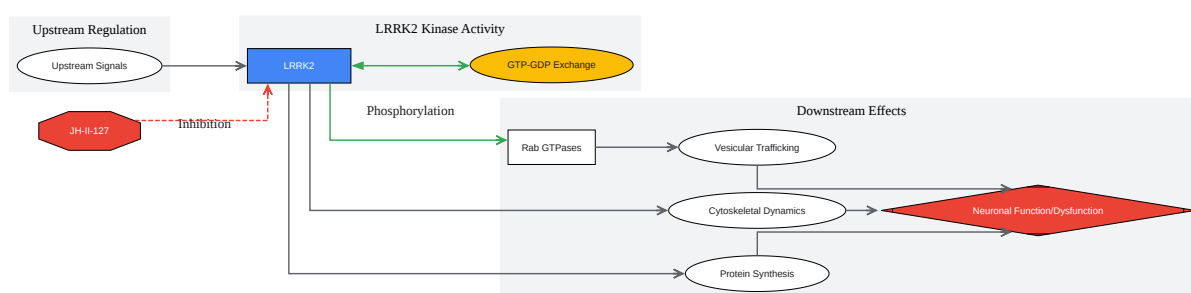 Upstream Regulation
LRRK2 Kinase Activity
Upstream Signals
LRRK2
GTP-GDP Exchange
JH-II-127
Inhibition
Phosphorylation
Downstream Effects
Rab GTPases
Vesicular Trafficking
Cytoskeletal Dynamics
Neuronal Function/Dysfunction
Protein Synthesis